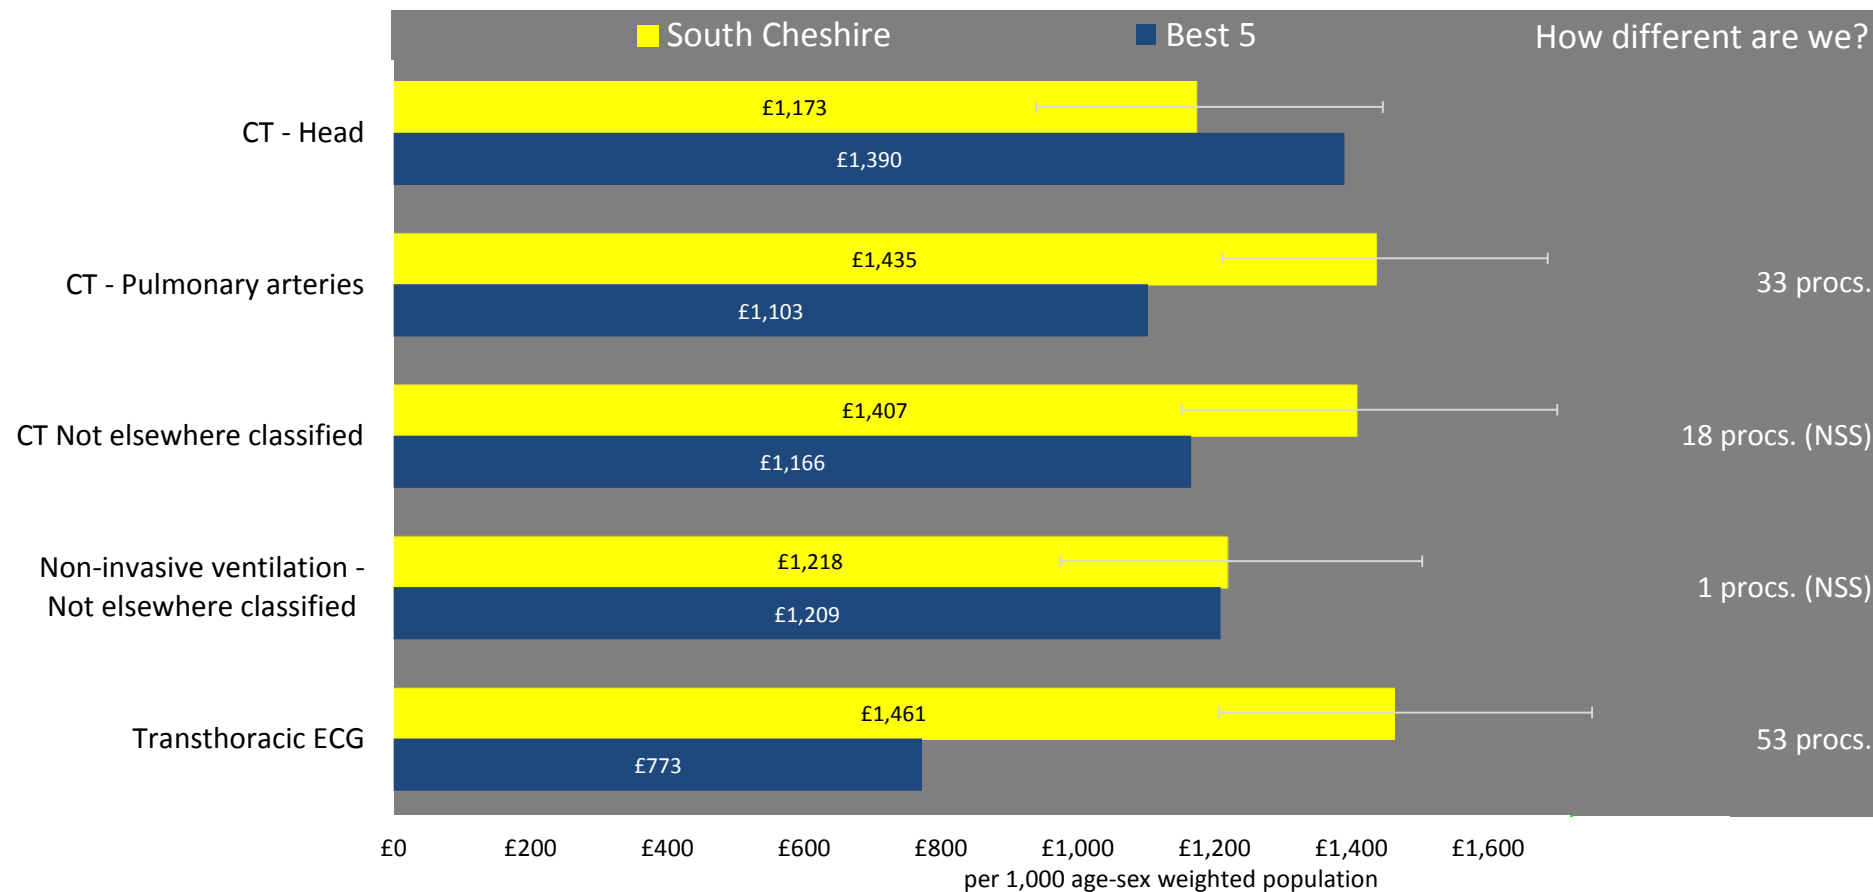 South Cheshire
Best 5
How different are we?
CT - Head
£1,173
£1,390
CT - Pulmonary arteries
£1,435
£1,103
33 procs.
CT Not elsewhere classified
£1,407
£1,166
18 procs. (NSS)
Non-invasive ventilation -
Not elsewhere classified
£1,218
£1,209
1 procs. (NSS)
Transthoracic ECG
£1,461
£773
53 procs.
£0 £200 £400 £600 £800 £1,000 £1,200 £1,400 £1,600
per 1,000 age-sex weighted population